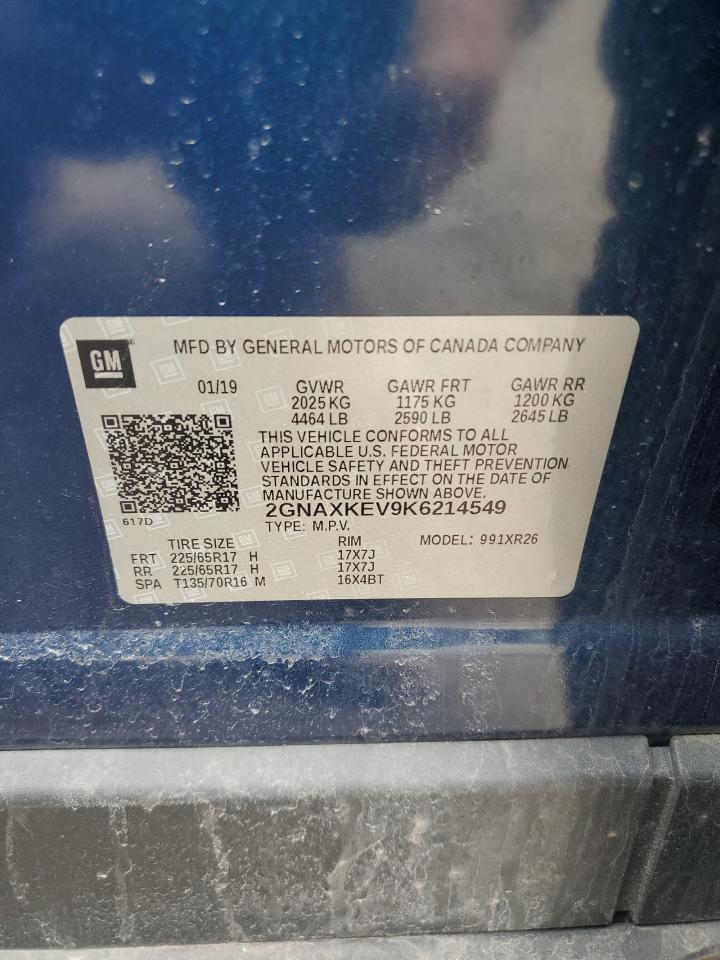 GM
MFD BY GENERAL MOTORS OF CANADA COMPANY
01/19 GVWR GAWR FRT GAWR RR
2025 KG 1175 KG 1200 KG
4464 LB 2590 LB 2645 LB
THIS VEHICLE CONFORMS TO ALL
APPLICABLE U.S. FEDERAL MOTOR
VEHICLE SAFETY AND THEFT PREVENTION
STANDARDS IN EFFECT ON THE DATE OF
MANUFACTURE SHOWN ABOVE.
2GNAXKEV9K6214549
617D
TYPE: M.P.V.
TIRE SIZE RIM MODEL: 991XR26
FRT 225/65R17 H 17X7J
RR 225/65R17 H 17X7J
SPA T135/70R16 M 16X4BT